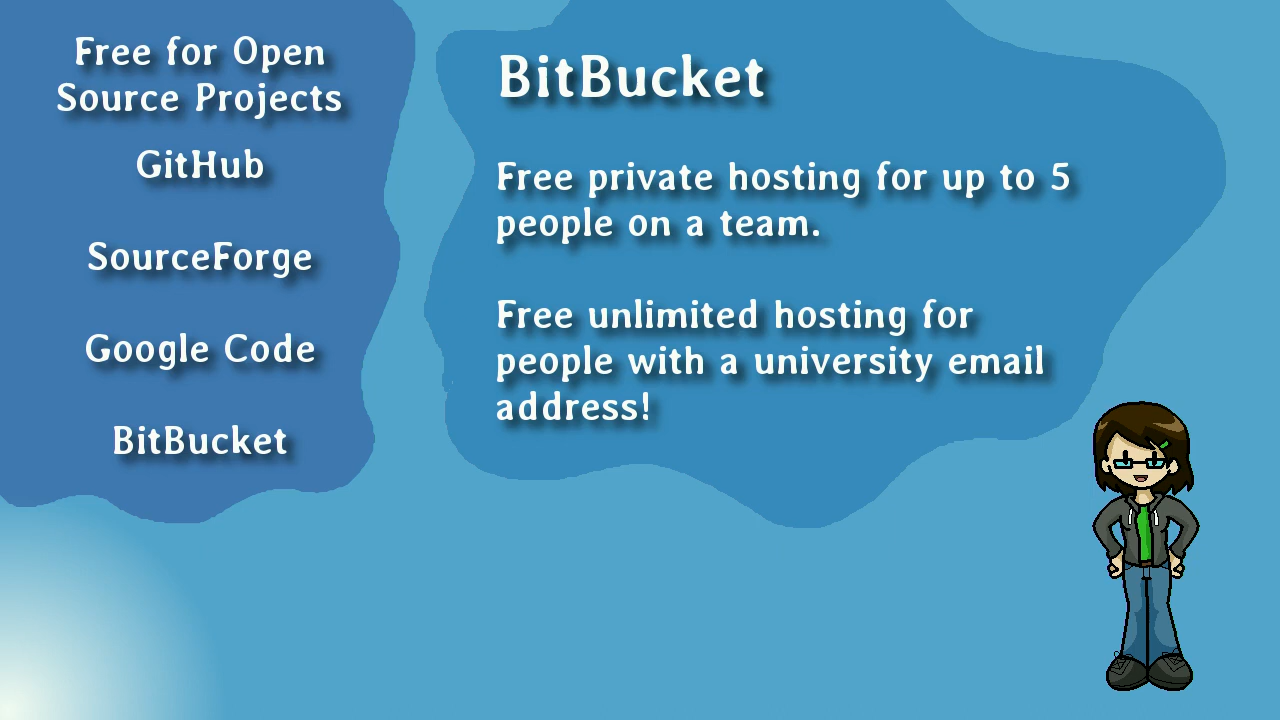 Free for Open
Source Projects
GitHub
SourceForge
Google Code
BitBucket
BitBucket
Free private hosting for up to 5
people on a team.
Free unlimited hosting for
people with a university email
address!